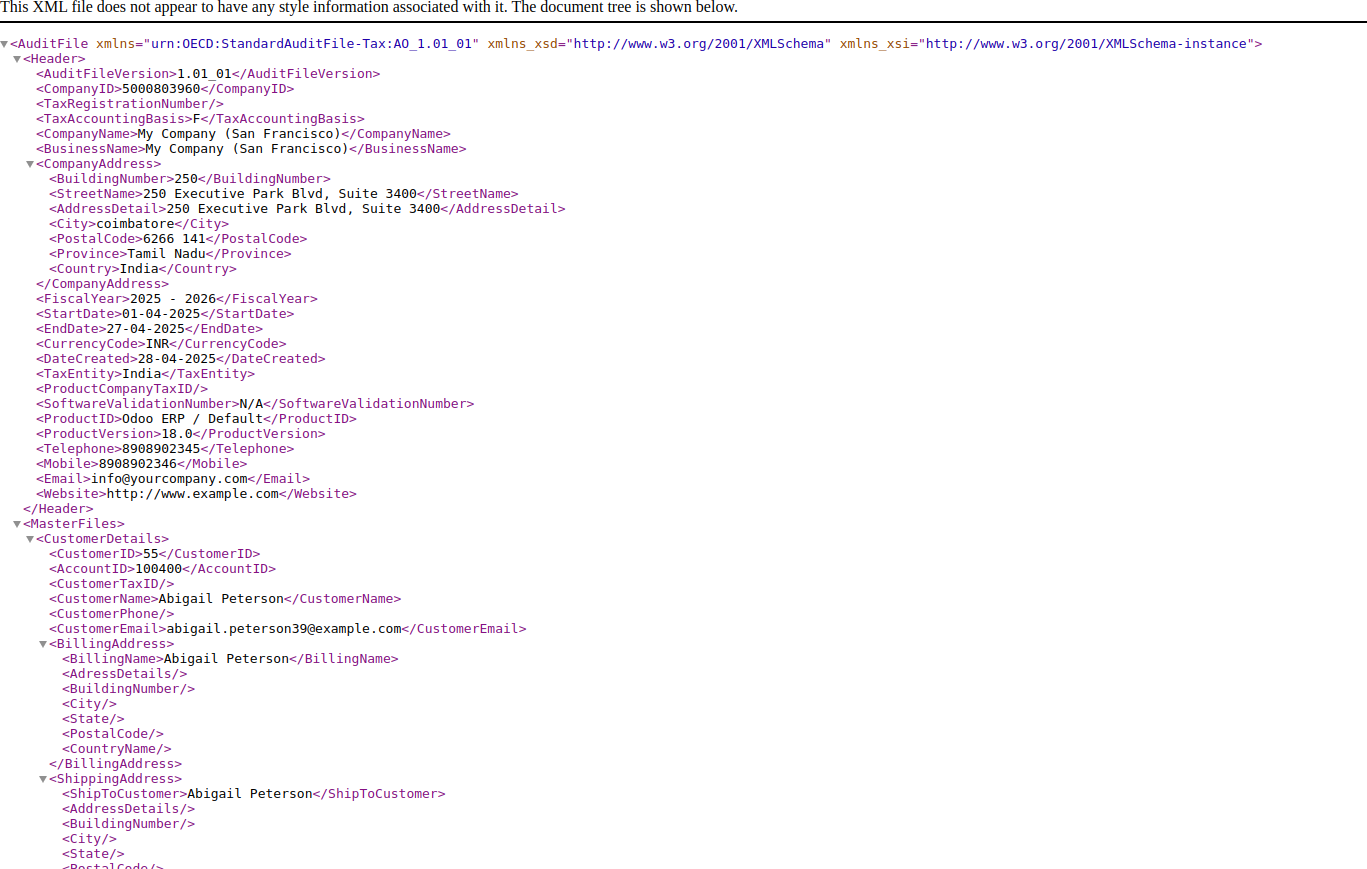 This XML file does not appear to have any style information associated with it. The document tree is shown below.
<AuditFile xmlns="urn:OECD:StandardAuditFile-Tax:AO_1.01_01" xmlns_xsd="http://www.w3.org/2001/XMLSchema" xmlns_xsi="http://www.w3.org/2001/XMLSchema-instance">
<Header>
<AuditFileVersion>1.01_01</AuditFileVersion>
<CompanyID>5000803960</CompanyID>
<TaxRegistrationNumber/>
<TaxAccountingBasis>F</TaxAccountingBasis>
<CompanyName>My Company (San Francisco)</CompanyName>
<BusinessName>My Company (San Francisco)</BusinessName>
<CompanyAddress>
<BuildingNumber>250</BuildingNumber>
<StreetName>250 Executive Park Blvd, Suite 3400</StreetName>
<AddressDetail>250 Executive Park Blvd, Suite 3400</AddressDetail>
<City>coimbatore</City>
<PostalCode>6266 141</PostalCode>
<Province>Tamil Nadu</Province>
<Country>India</Country>
</CompanyAddress>
<FiscalYear>2025 - 2026</FiscalYear>
<StartDate>01-04-2025</StartDate>
<EndDate>27-04-2025</EndDate>
<CurrencyCode>INR</CurrencyCode>
<DateCreated>28-04-2025</DateCreated>
<TaxEntity>India</TaxEntity>
<ProductCompanyTaxID/>
<SoftwareValidationNumber>N/A</SoftwareValidationNumber>
<ProductID>Odoo ERP / Default</ProductID>
<ProductVersion>18.0</ProductVersion>
<Telephone>8908902345</Telephone>
<Mobile>8908902346</Mobile>
<Email>info@yourcompany.com</Email>
<Website>http://www.example.com</Website>
</Header>
<MasterFiles>
<CustomerDetails>
<CustomerID>55</CustomerID>
<AccountID>100400</AccountID>
<CustomerTaxID/>
<CustomerName>Abigail Peterson</CustomerName>
<CustomerPhone/>
<CustomerEmail>abigail.peterson39@example.com</CustomerEmail>
<BillingAddress>
<BillingName>Abigail Peterson</BillingName>
<AdressDetails/>
<BuildingNumber/>
<City/>
<State/>
<PostalCode/>
<CountryName/>
</BillingAddress>
<ShippingAddress>
<ShipToCustomer>Abigail Peterson</ShipToCustomer>
<AddressDetails/>
<BuildingNumber/>
<City/>
<State/>
<PostalCode/>